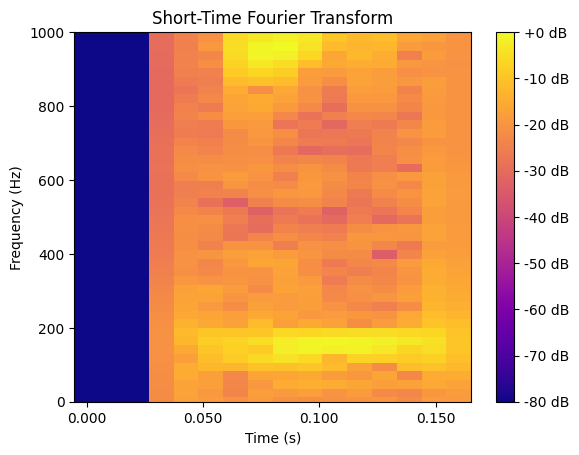 Short-Time Fourier Transform
Frequency (Hz)
1000
800
600
400
200
0
0.000
0.050
0.100
0.150
Time (s)
+0 dB
-10 dB
-20 dB
-30 dB
-40 dB
-50 dB
-60 dB
-70 dB
-80 dB